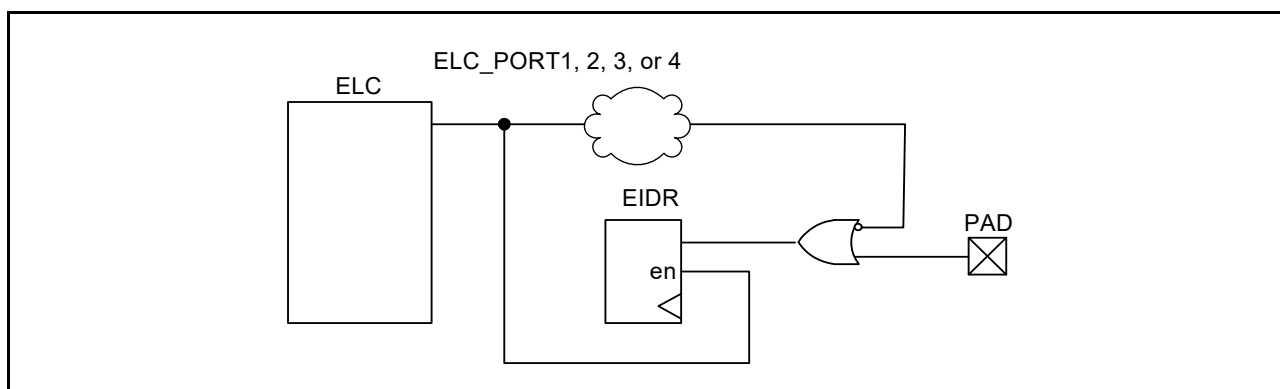 ELC_PORT1, 2, 3, or 4
ELC
EIDR
PAD
en